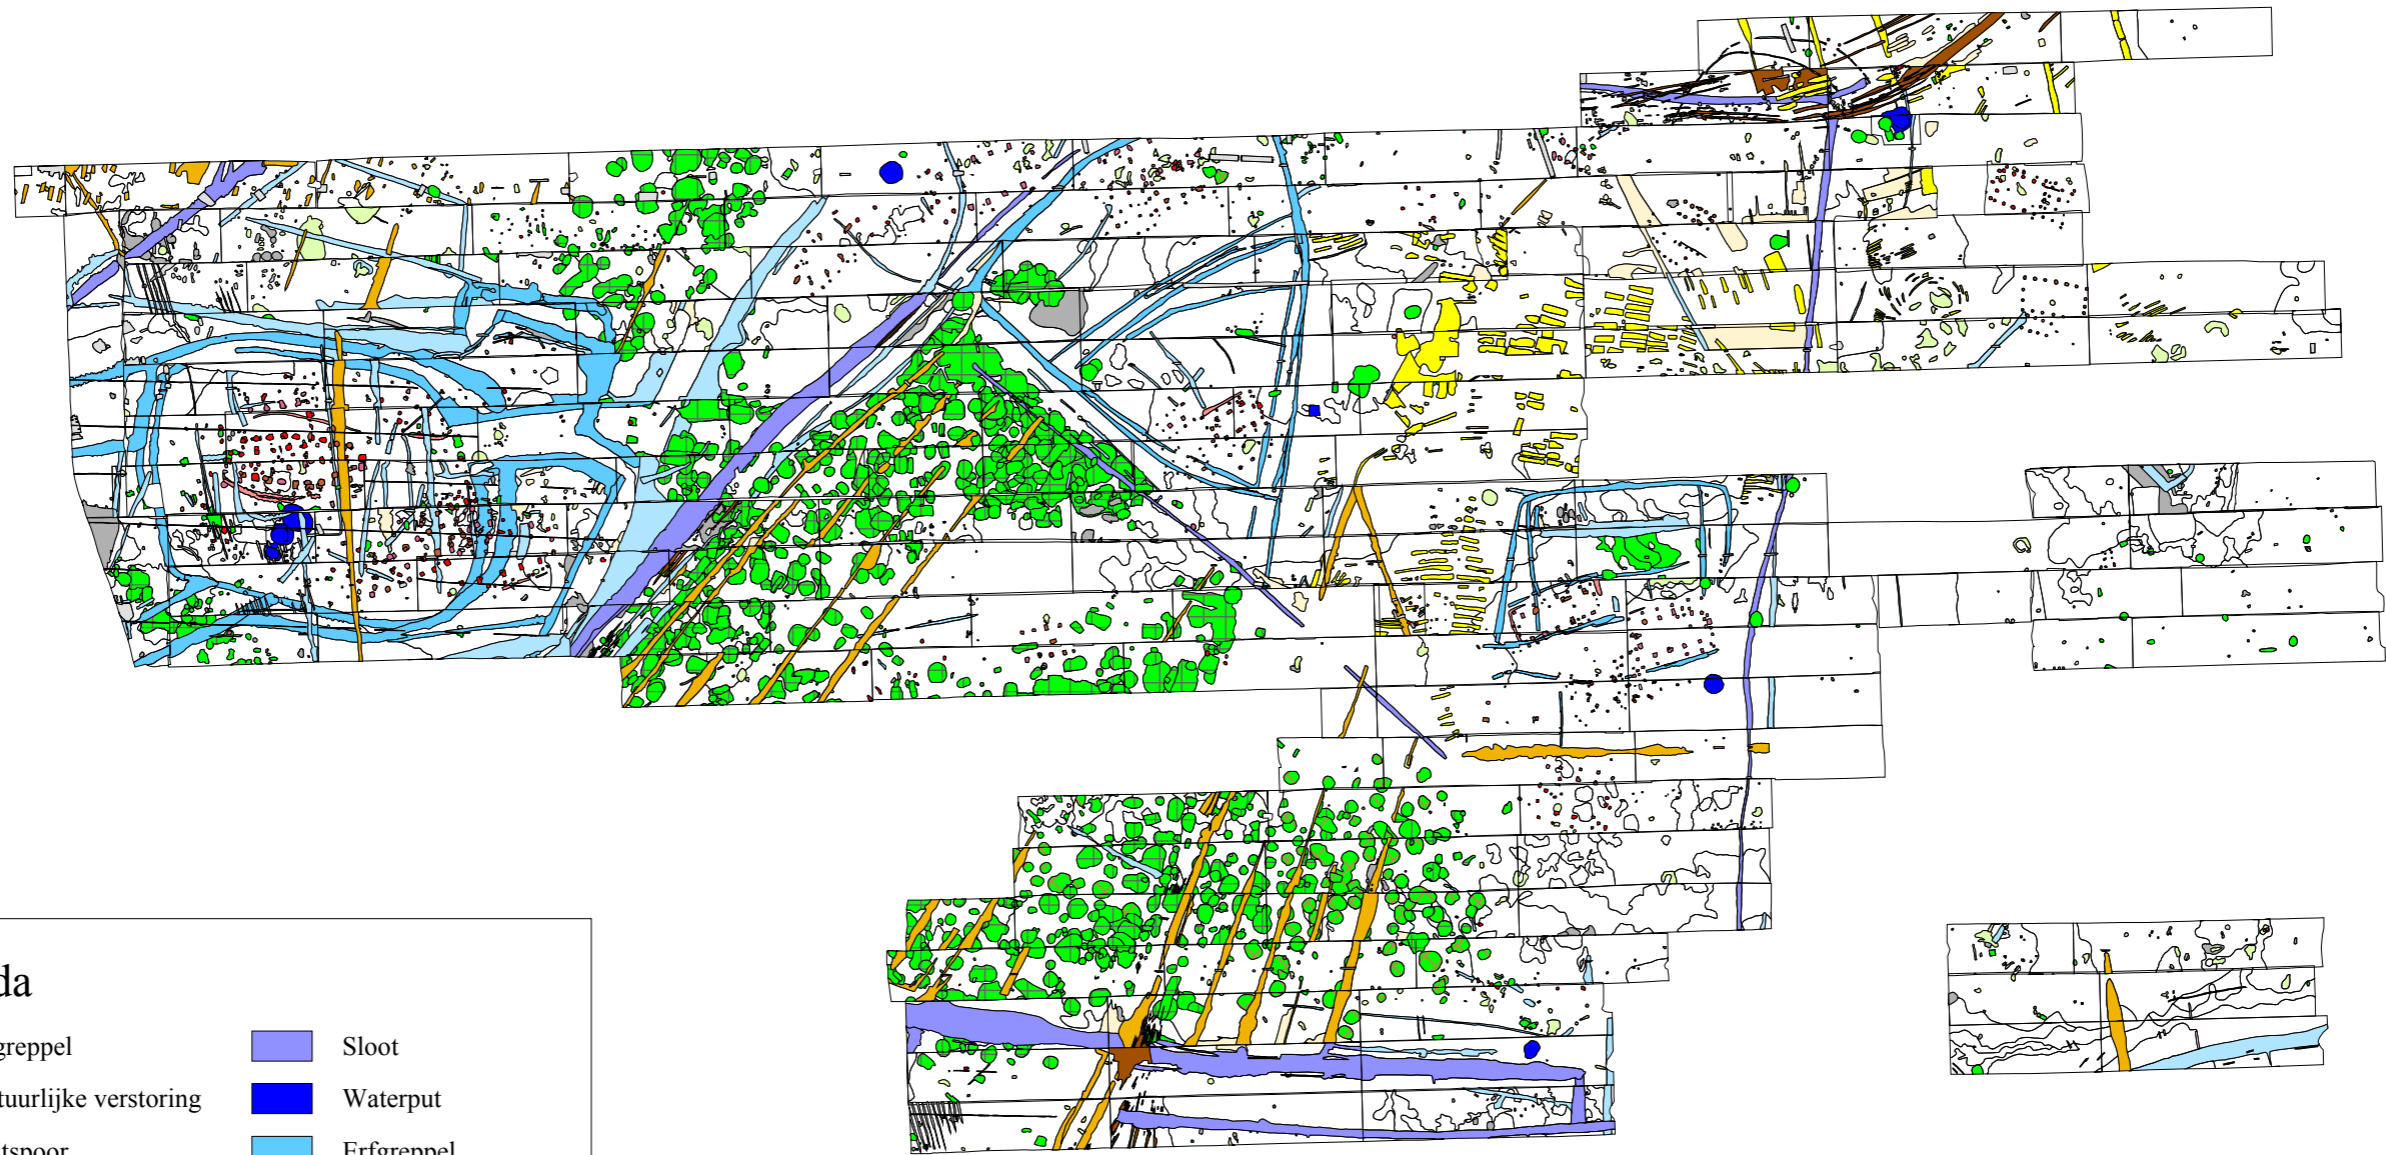 da
greppel
Sloot
tuurlijke verstoring
Waterput
tspoor
Erfgreppel